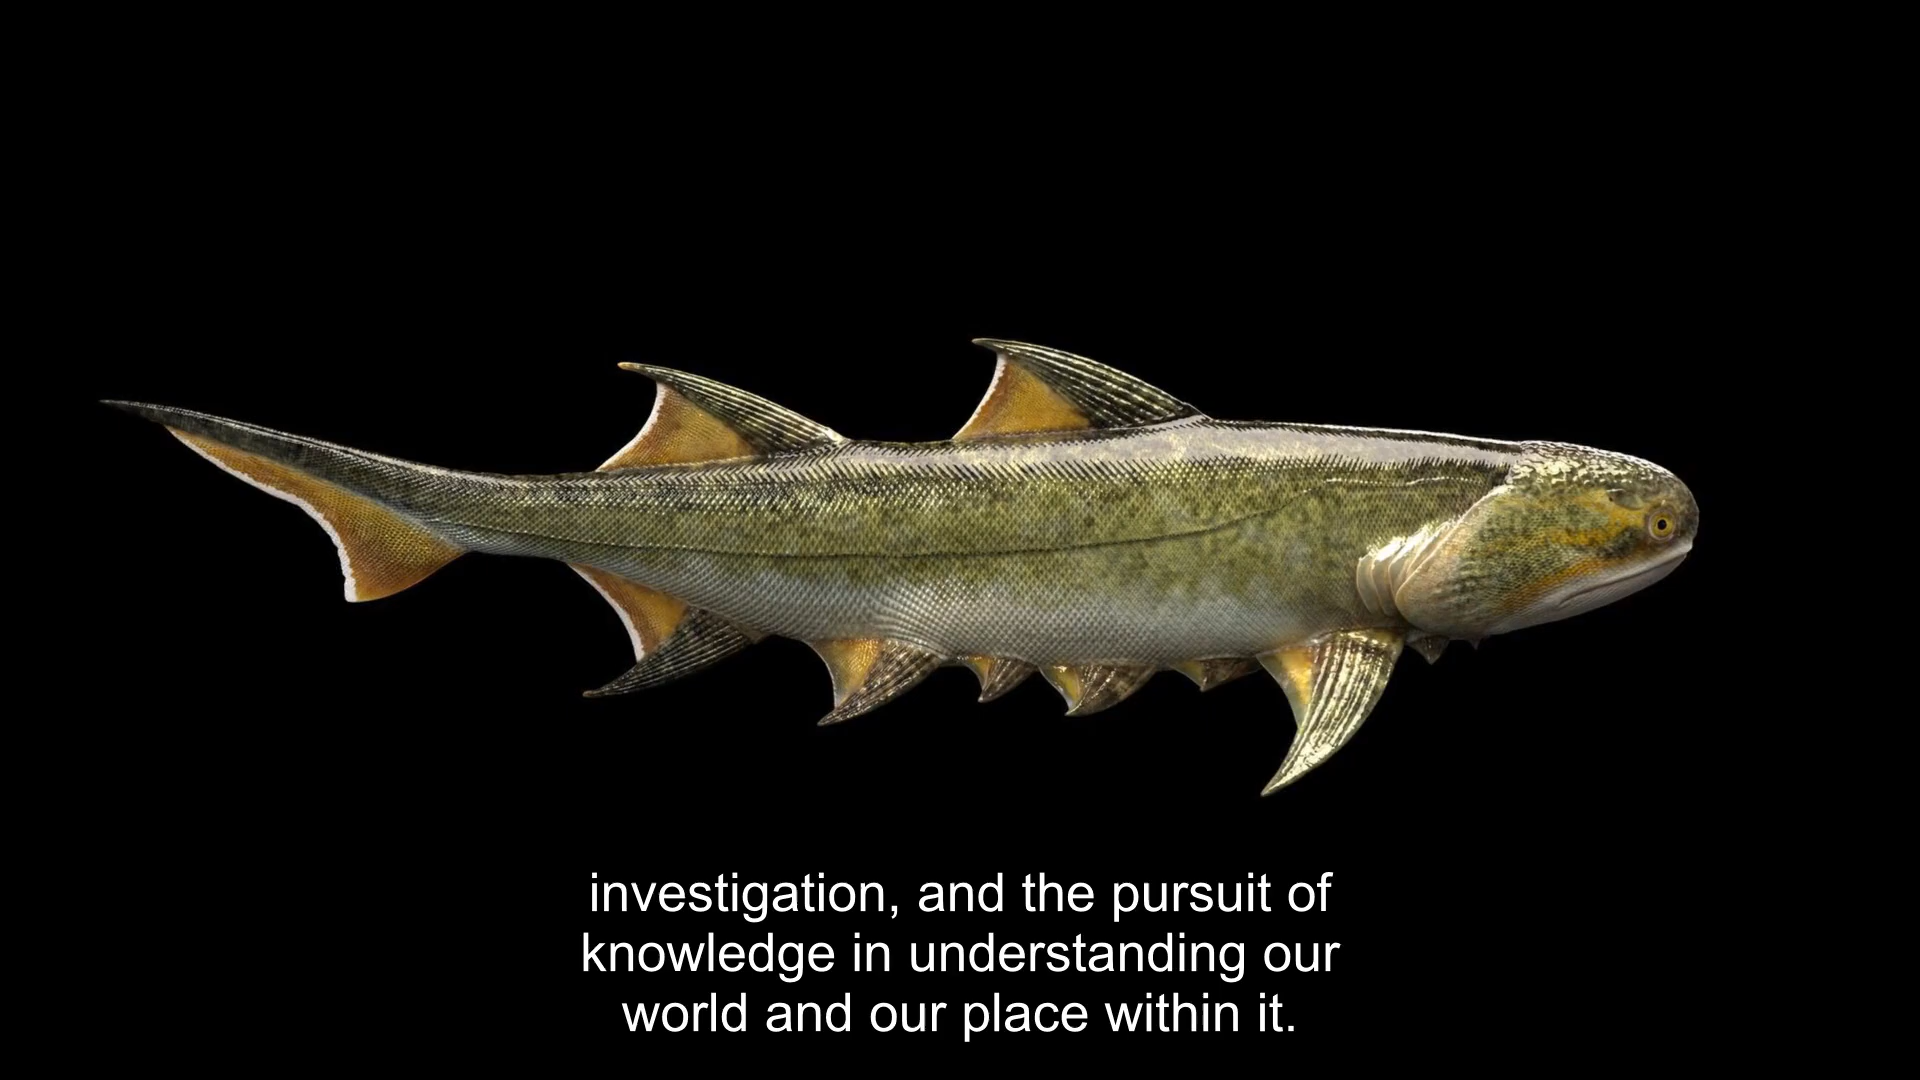 investigation, and the pursuit of
knowledge in understanding our
world and our place within it.